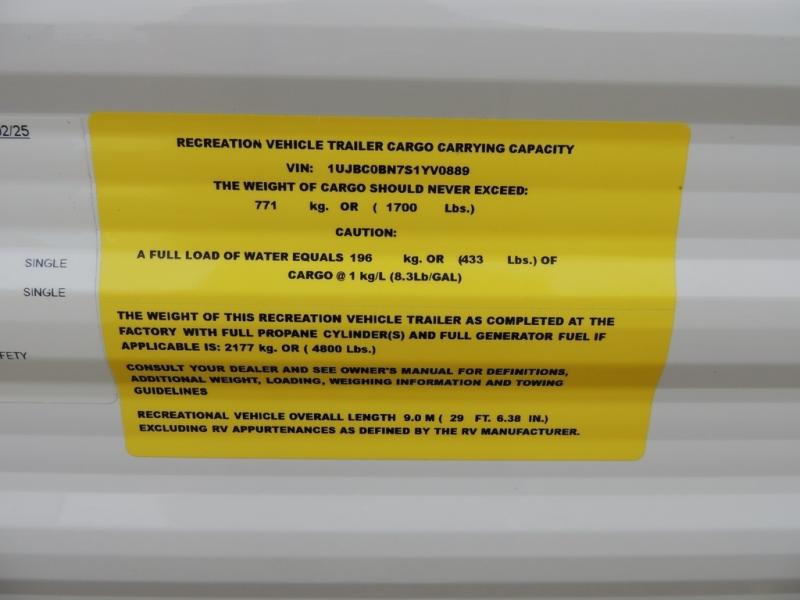 02/25
RECREATION VEHICLE TRAILER CARGO CARRYING CAPACITY
VIN: 1UJBC0BN7S1YV0889
THE WEIGHT OF CARGO SHOULD NEVER EXCEED:
771 kg. OR ( 1700 Lbs.)
CAUTION:
A FULL LOAD OF WATER EQUALS 196 kg. OR (433 Lbs.) OF
CARGO @ 1 kg/L (8.3Lb/GAL)
SINGLE
SINGLE
THE WEIGHT OF THIS RECREATION VEHICLE TRAILER AS COMPLETED AT THE
FACTORY WITH FULL PROPANE CYLINDER(S) AND FULL GENERATOR FUEL IF
APPLICABLE IS: 2177 kg. OR ( 4800 Lbs.)
FETY
CONSULT YOUR DEALER AND SEE OWNER'S MANUAL FOR DEFINITIONS,
ADDITIONAL WEIGHT, LOADING, WEIGHING INFORMATION AND TOWING
GUIDELINES
RECREATIONAL VEHICLE OVERALL LENGTH 9.0 M ( 29 FT. 6.38 IN.)
EXCLUDING RV APPURTENANCES AS DEFINED BY THE RV MANUFACTURER.